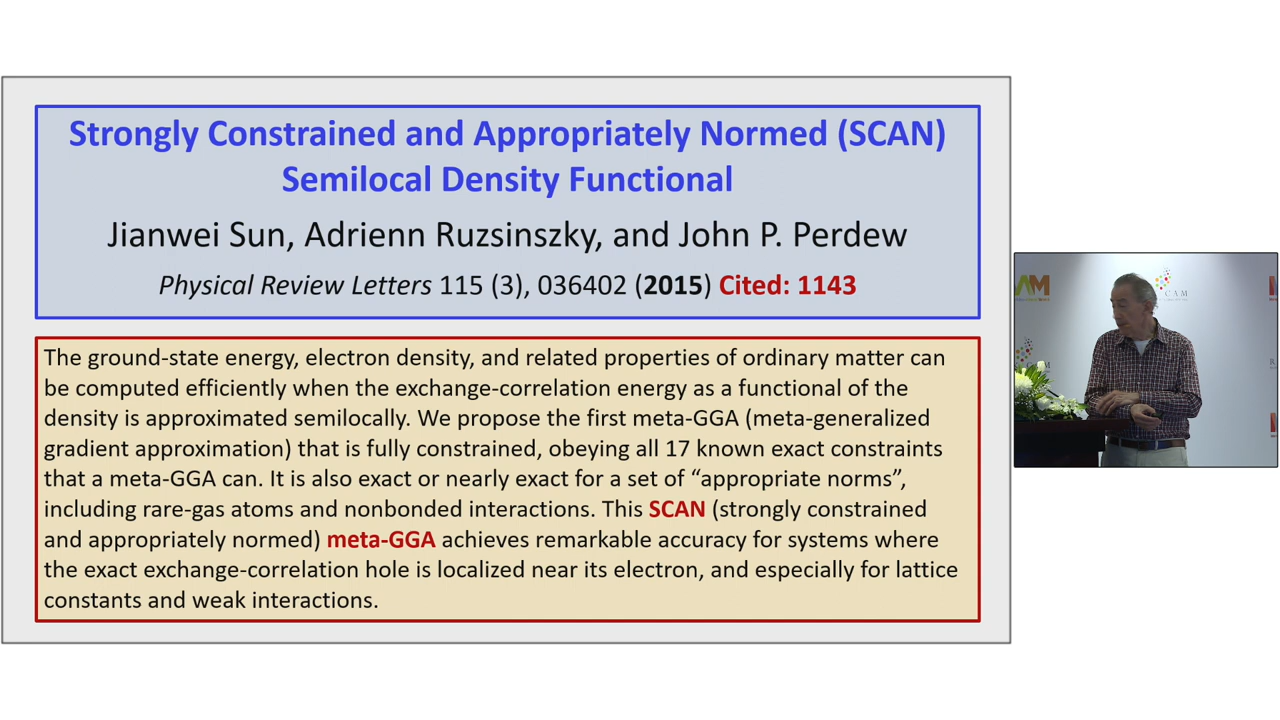 Strongly Constrained and Appropriately Normed (SCAN)
Semilocal Density Functional
Jianwei Sun, Adrienn Ruzsinszky, and John P. Perdew
Physical Review Letters 115 (3), 036402 (2015) Cited: 1143
The ground-state energy, electron density, and related properties of ordinary matter can
be computed efficiently when the exchange-correlation energy as a functional of the
density is approximated semilocally. We propose the first meta-GGA (meta-generalized
gradient approximation) that is fully constrained, obeying all 17 known exact constraints
that a meta-GGA can. It is also exact or nearly exact for a set of “appropriate norms”,
including rare-gas atoms and nonbonded interactions. This SCAN (strongly constrained
and appropriately normed) meta-GGA achieves remarkable accuracy for systems where
the exact exchange-correlation hole is localized near its electron, and especially for lattice
constants and weak interactions.
AM
CAM